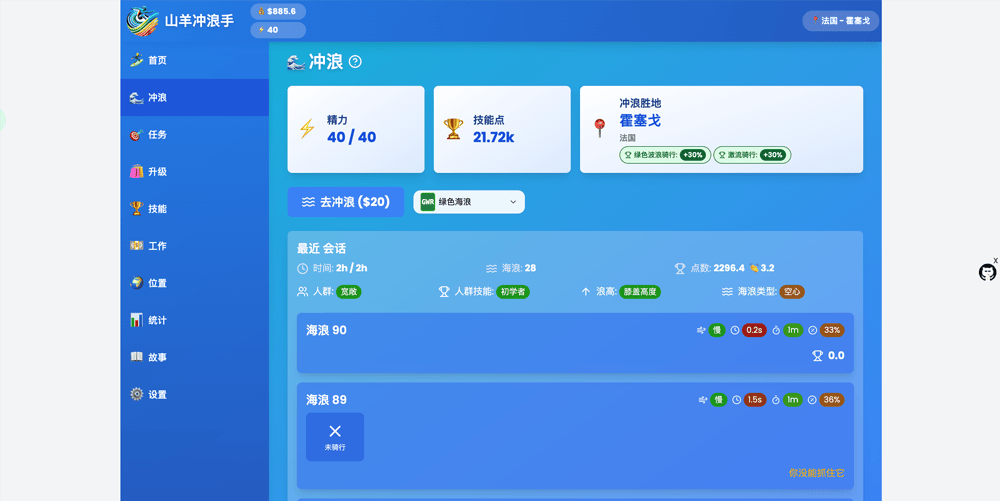 山羊冲浪手
$885.6
40
法国 - 霍塞戈
首页
冲浪
任务
升级
技能
工作
位置
统计
故事
设置
冲浪
精力
40 / 40
技能点
21.72k
冲浪胜地
霍塞戈
法国
绿色波浪骑行: +30%
激流骑行: +30%
去冲浪 ($20)
GWR 绿色海浪
最近 会话
时间: 2h / 2h
海浪: 28
点数: 2296.4 👏 3.2
人群: 宽敞
人群技能: 初学者
浪高: 膝盖高度
海浪类型: 空心
海浪 90
慢 0.2s 1m 33%
0.0
海浪 89
慢 1.5s 1m 36%
未骑行
你没能抓住它
x